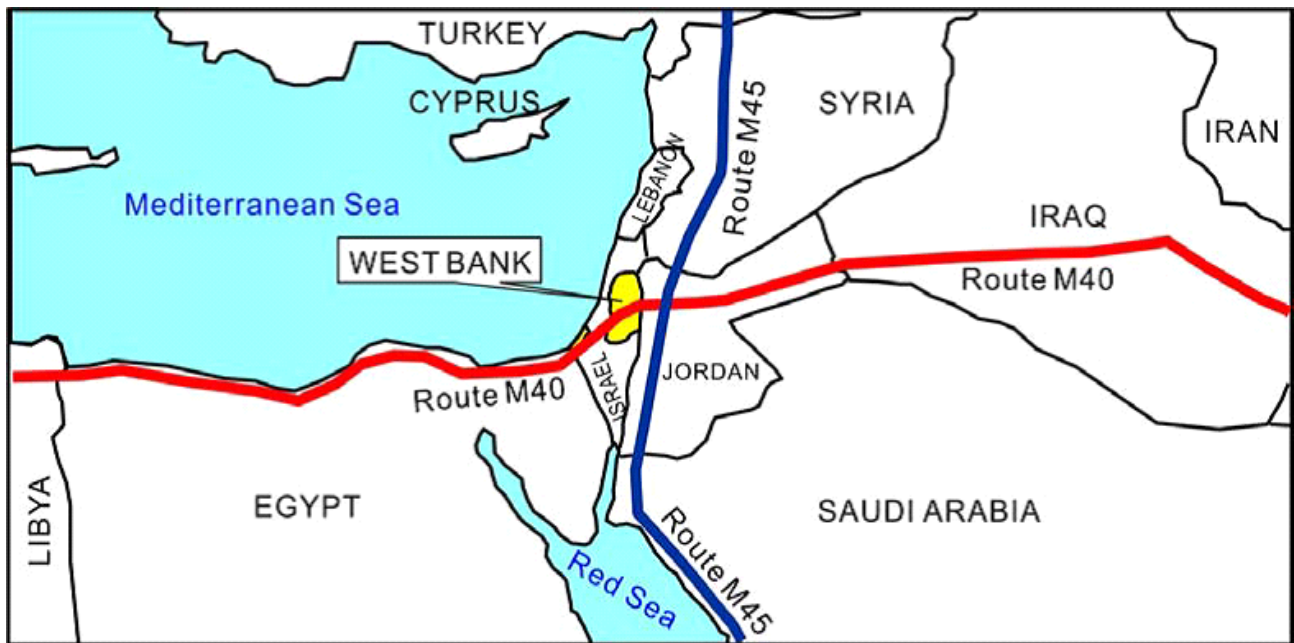 TURKEY
CYPRUS
SYRIA
IRAN
Route M45
LEBANON
Mediterranean Sea
IRAQ
WEST BANK
Route M40
JORDAN
ISRAEL
Route M40
LIBYA
EGYPT
SAUDI ARABIA
Red Sea
Route M45